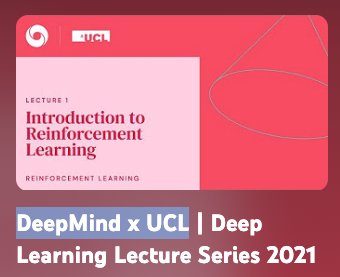 UCL
LECTURE 1
Introduction to
Reinforcement
Learning
REINFORCEMENT LEARNING
DeepMind x UCL | Deep
Learning Lecture Series 2021